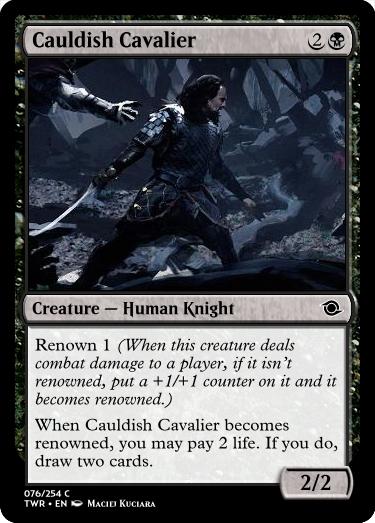 Cauldish Cavalier 2
Creature — Human Knight
Renown 1 (When this creature deals
combat damage to a player, if it isn't
renowned, put a +1/+1 counter on it and it
becomes renowned.)
When Cauldish Cavalier becomes
renowned, you may pay 2 life. If you do,
draw two cards.
2/2
076/254 C
TWR • EN Maciej Kuciara